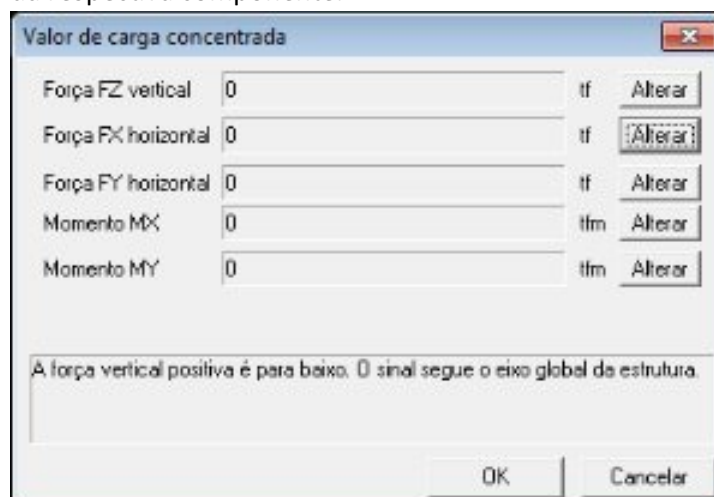 Valor de carga concentrada
Força FZ vertical 0 tf Alterar
Força FX horizontal 0 tf Alterar
Força FY horizontal 0 tf Alterar
Momento MX 0 tfm Alterar
Momento MY 0 tfm Alterar
A força vertical positiva é para baixo. O sinal segue o eixo global da estrutura.
OK Cancelar